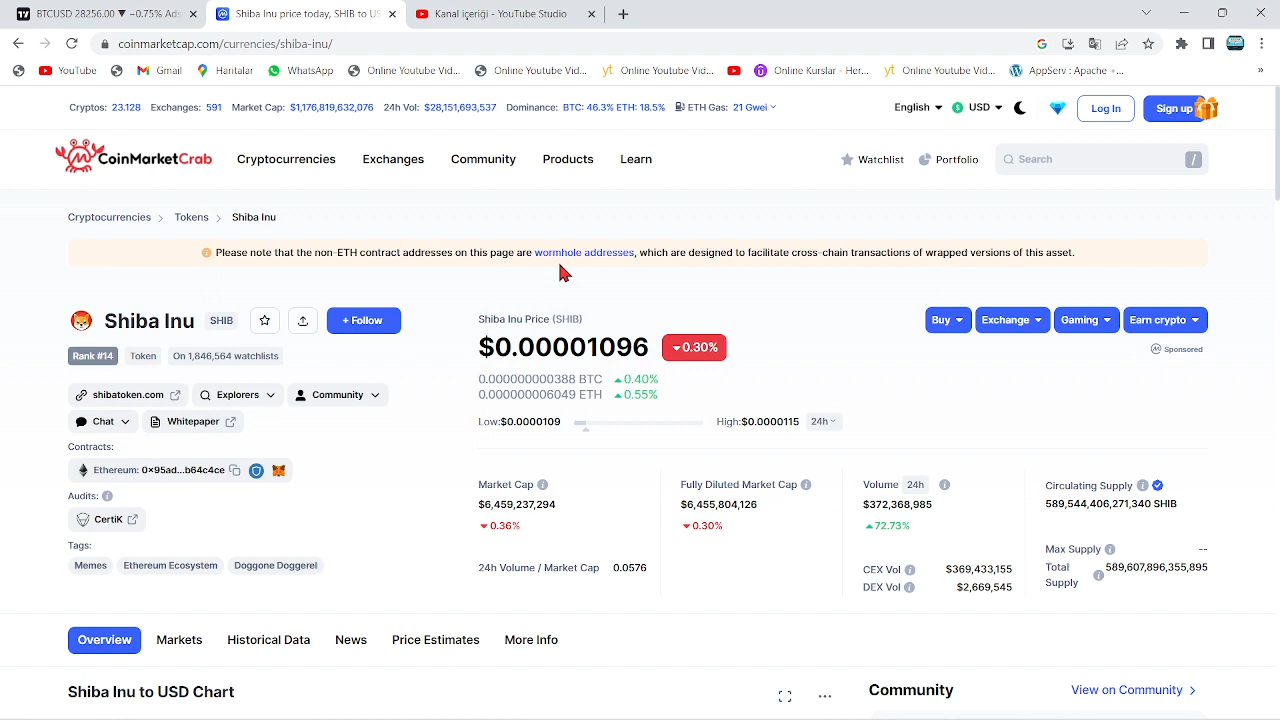 BTCUSD 28256.00 ▼ −0.75% Ads
Shiba Inu price today, SHIB to US
Kanal içeriği - YouTube Studio
coinmarketcap.com/currencies/shiba-inu/
YouTube Gmail Haritalar WhatsApp Online Youtube Vid... Online Youtube Vid... Online Youtube Vid... Online Kurslar - Her... Online Youtube Vid... AppServ : Apache +... »
Cryptos: 23.128 Exchanges: 591 Market Cap: $1,176,819,632,076 24h Vol: $28,151,693,537 Dominance: BTC: 46.3% ETH: 18.5% ETH Gas: 21 Gwei
English USD Log In Sign up
CoinMarketCrab Cryptocurrencies Exchanges Community Products Learn Watchlist Portfolio Search /
Cryptocurrencies > Tokens > Shiba Inu
Please note that the non-ETH contract addresses on this page are wormhole addresses, which are designed to facilitate cross-chain transactions of wrapped versions of this asset.
Shiba Inu SHIB + Follow
Rank #14 Token On 1,846,564 watchlists
shibatoken.com Explorers Community
Chat Whitepaper
Contracts:
Ethereum: 0x95ad...b64c4ce
Audits:
CertiK
Tags:
Memes Ethereum Ecosystem Doggone Doggerel
Shiba Inu Price (SHIB)
$0.00001096 0.30%
0.000000000388 BTC 0.40%
0.000000006049 ETH 0.55%
Low:$0.0000109 High:$0.0000115 24h
Buy Exchange Gaming Earn crypto
Sponsored
Market Cap
$6,459,237,294
0.36%
24h Volume / Market Cap 0.0576
Fully Diluted Market Cap
$6,455,804,126
0.30%
Volume 24h
$372,368,985
72.73%
CEX Vol $369,433,155
DEX Vol $2,669,545
Circulating Supply
589,544,406,271,340 SHIB
Max Supply --
Total Supply 589,607,896,355,895
Overview Markets Historical Data News Price Estimates More Info
Shiba Inu to USD Chart
Community View on Community >